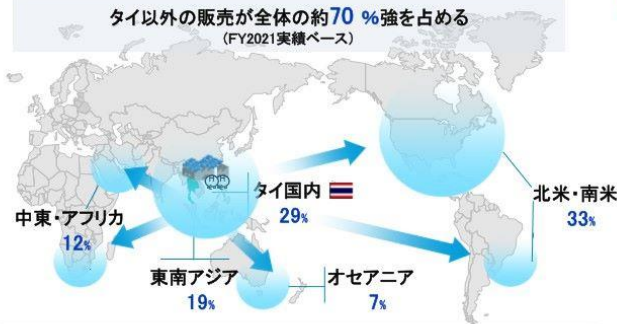 タイ以外の販売が全体の約70 %強を占める
(FY2021実績ベース)
タイ国内
29%
北米・南米
33%
中東・アフリカ
12%
東南アジア
19%
オセアニア
7%